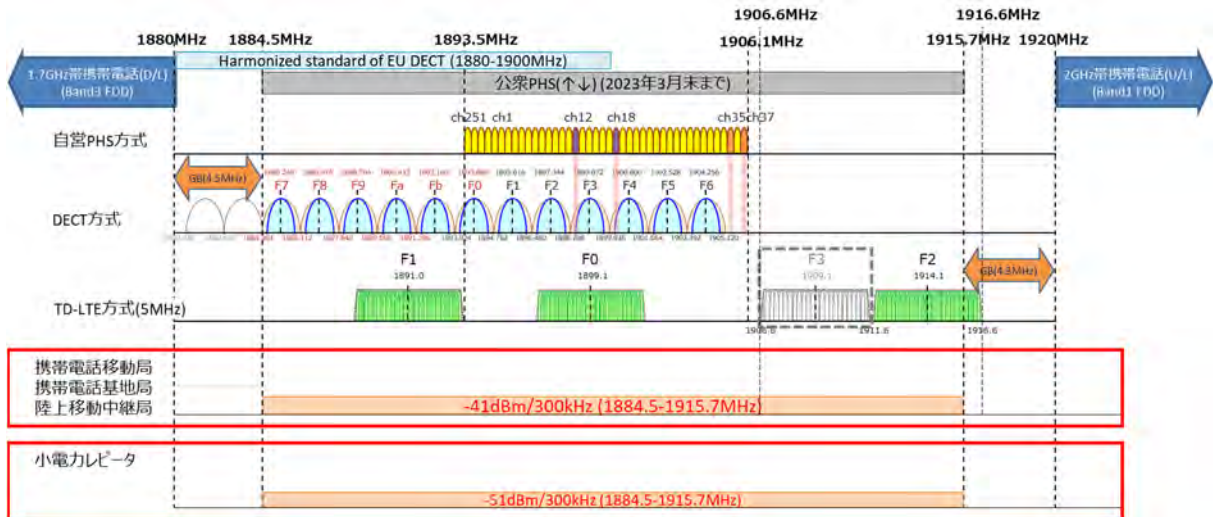 1906.6MHz
1916.6MHz
1880MHz
1884.5MHz
1893.5MHz
1906.1MHz
1915.7MHz
1920MHz
Harmonized standard of EU DECT (1880-1900MHz)
1.7GHz帯携帯電話(D/L)
(Band3 FDD)
公衆PHS(↑↓) (2023年3月末まで)
2GHz帯携帯電話(U/L)
(Band1 FDD)
ch251 ch1 ch12 ch18 ch35 ch37
自営PHS方式
GB(4.5MHz)
F7 F8 F9 Fa Fb F0 F1 F2 F3 F4 F5 F6
DECT方式
F1
1891.0
F0
1899.1
F3
1909.1
F2
1914.1
GB(4.3MHz)
TD-LTE方式(5MHz)
1911.6
1916.6
携帯電話移動局
携帯電話基地局
陸上移動中継局
-41dBm/300kHz (1884.5-1915.7MHz)
小電力レピータ
-51dBm/300kHz (1884.5-1915.7MHz)